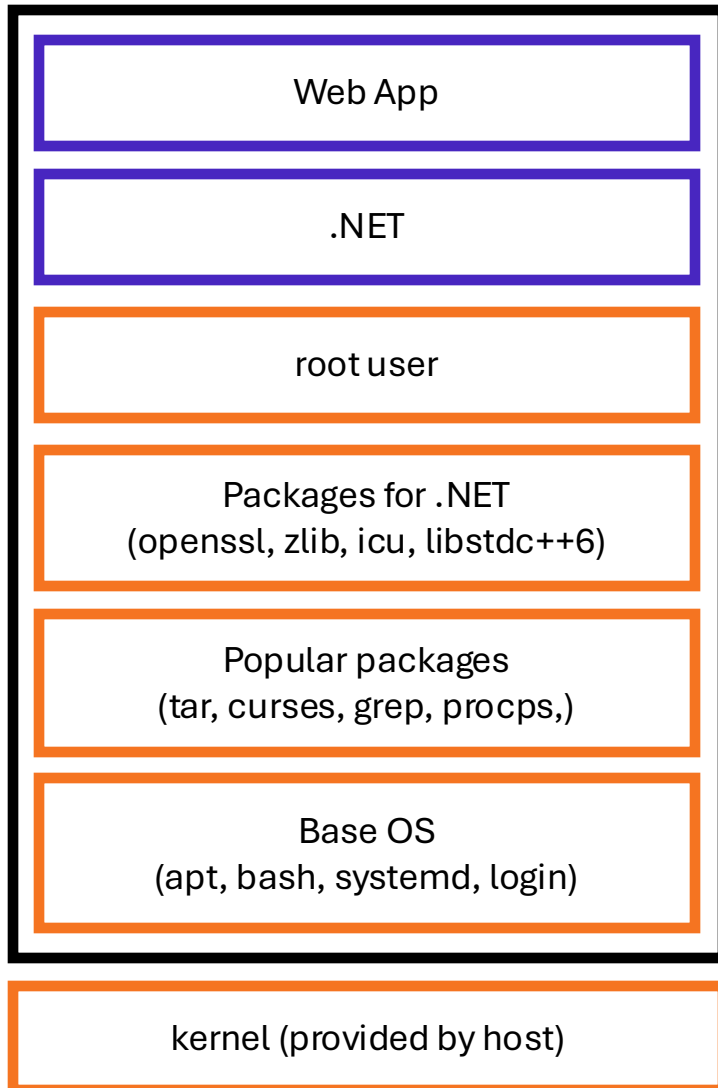 Web App
.NET
root user
Packages for .NET
(openssl, zlib, icu, libstdc++6)
Popular packages
(tar, curses, grep, procps,)
Base OS
(apt, bash, systemd, login)
kernel (provided by host)